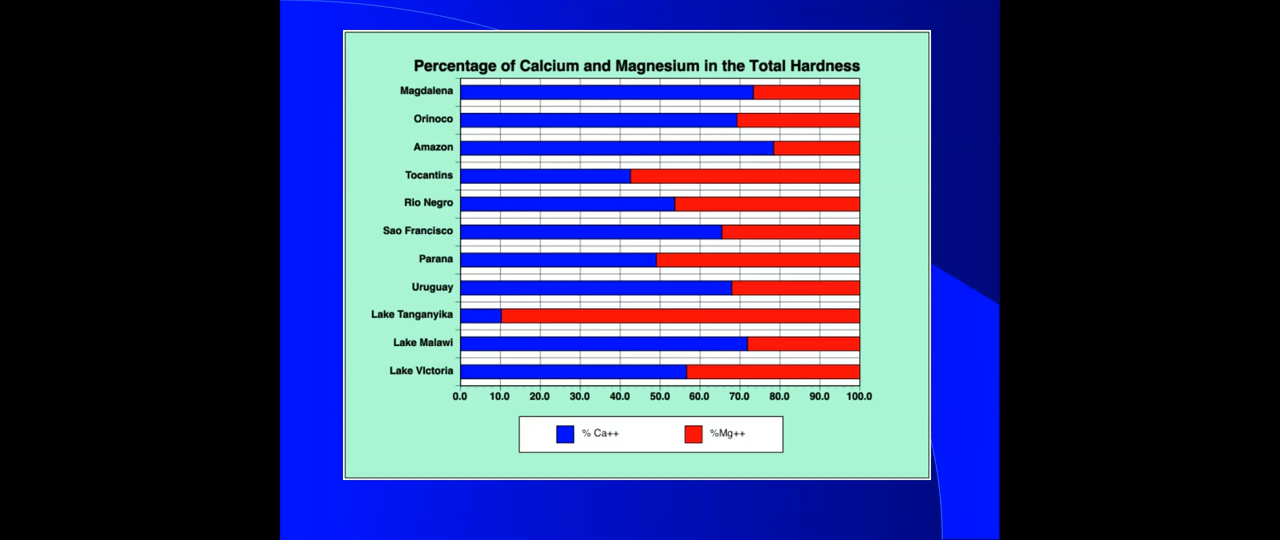 Percentage of Calcium and Magnesium in the Total Hardness
Magdalena
Orinoco
Amazon
Tocantins
Rio Negro
Sao Francisco
Parana
Uruguay
Lake Tanganyika
Lake Malawi
Lake VIctoria
0.0 10.0 20.0 30.0 40.0 50.0 60.0 70.0 80.0 90.0 100.0
% Ca++ %Mg++